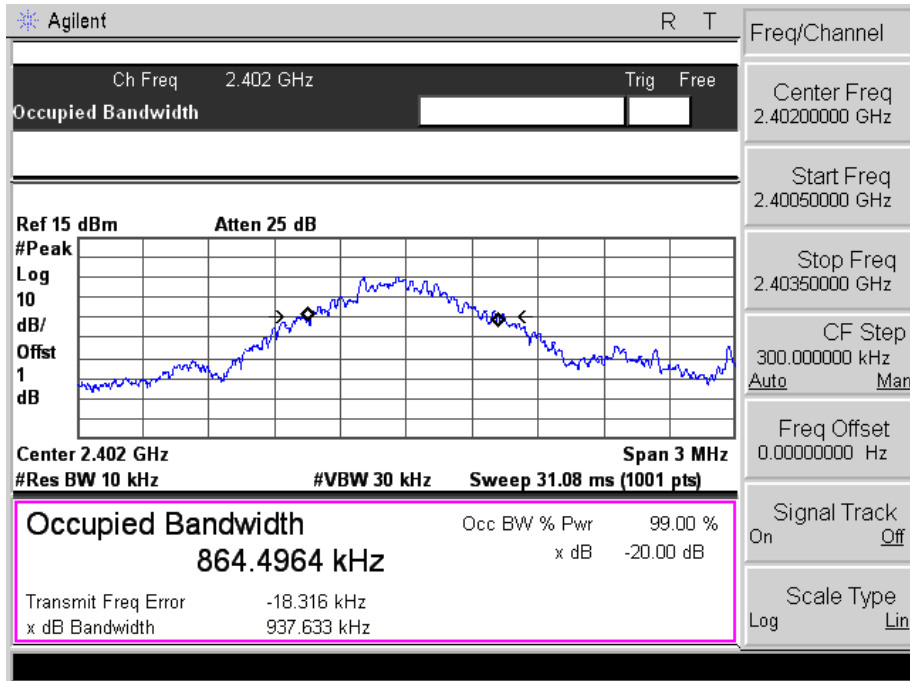 Agilent R T
Ch Freq 2.402 GHz Trig Free
Occupied Bandwidth
Ref 15 dBm Atten 25 dB
#Peak
Log
10
dB/
Offst
1
dB
Center 2.402 GHz Span 3 MHz
#Res BW 10 kHz #VBW 30 kHz Sweep 31.08 ms (1001 pts)
Occupied Bandwidth
864.4964 kHz
Occ BW % Pwr 99.00 %
x dB -20.00 dB
Transmit Freq Error -18.316 kHz
x dB Bandwidth 937.633 kHz
Freq/Channel
Center Freq
2.40200000 GHz
Start Freq
2.40050000 GHz
Stop Freq
2.40350000 GHz
CF Step
300.000000 kHz
Auto Man
Freq Offset
0.00000000 Hz
Signal Track
On Off
Scale Type
Log Lin